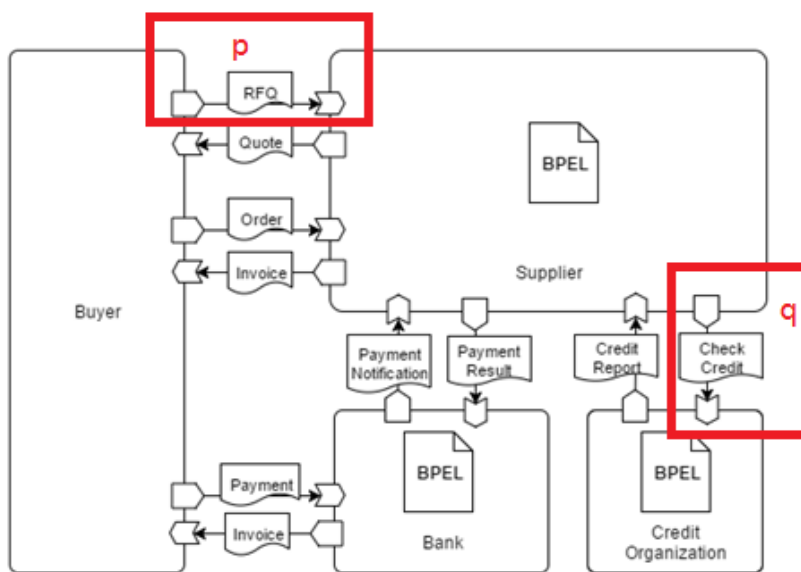 p
RFQ
Quote
BPEL
Order
Invoice
Supplier
Buyer
q
Payment
Notification
Payment
Result
Credit
Report
Check
Credit
BPEL
BPEL
Payment
Invoice
Bank
Credit
Organization